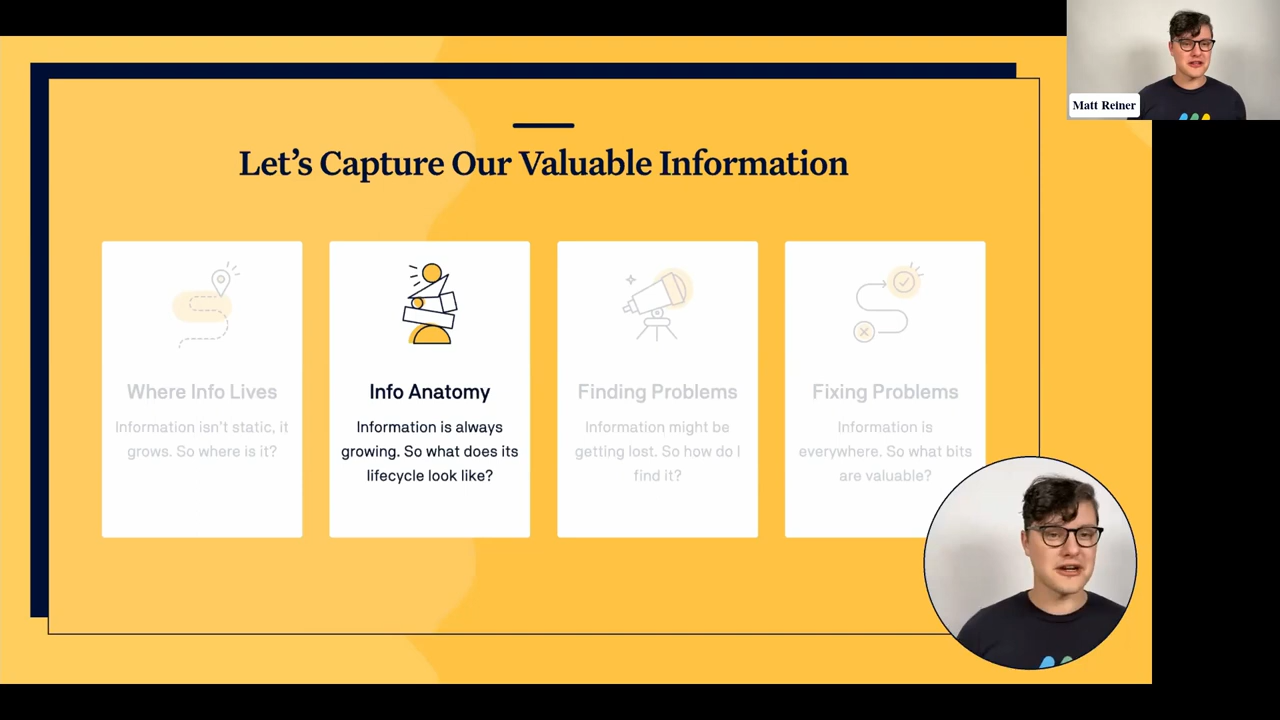 Matt Reiner
Let's Capture Our Valuable Information
Where Info Lives
Information isn't static, it
grows. So where is it?
Info Anatomy
Information is always
growing. So what does its
lifecycle look like?
Finding Problems
Information might be
getting lost. So how do I
find it?
Fixing Problems
Information is
everywhere. So what bits
are valuable?